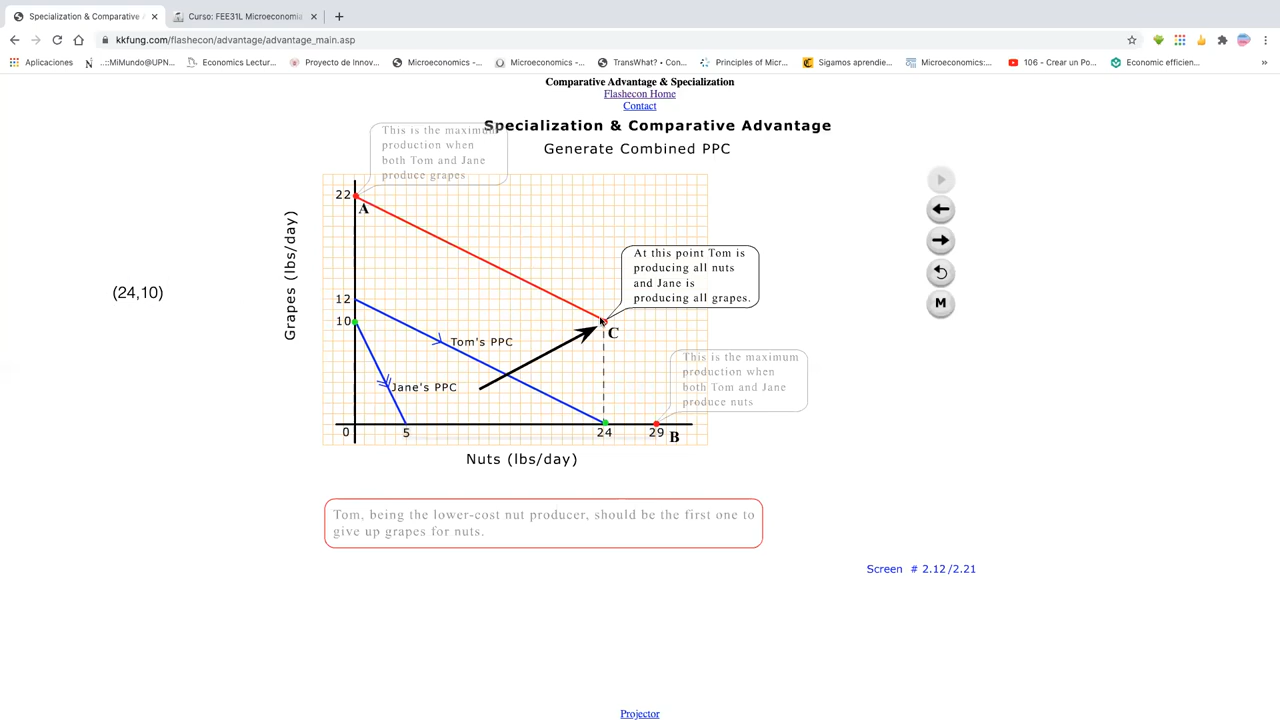 Specialization & Comparative A
Curso: FEE31L Microeconomia
kkfung.com/flashecon/advantage/advantage_main.asp
Aplicaciones
..::MiMundo@UPN...
Economics Lectur...
Proyecto de Innov...
Microeconomics -...
Microeconomics -...
TransWhat? - Con...
Principles of Micr...
Sigamos aprendie...
Microeconomics:...
106 - Crear un Po...
Economic efficien...
Comparative Advantage & Specialization
Flashecon Home
Contact
Specialization & Comparative Advantage
Generate Combined PPC
This is the maximum
production when
both Tom and Jane
produce grapes
22
A
Grapes (lbs/day)
At this point Tom is
producing all nuts
and Jane is
producing all grapes.
(24,10)
12
10
C
Tom's PPC
Jane's PPC
This is the maximum
production when
both Tom and Jane
produce nuts
0
5
24
29
B
Nuts (lbs/day)
M
Tom, being the lower-cost nut producer, should be the first one to
give up grapes for nuts.
Screen # 2.12/2.21
Projector